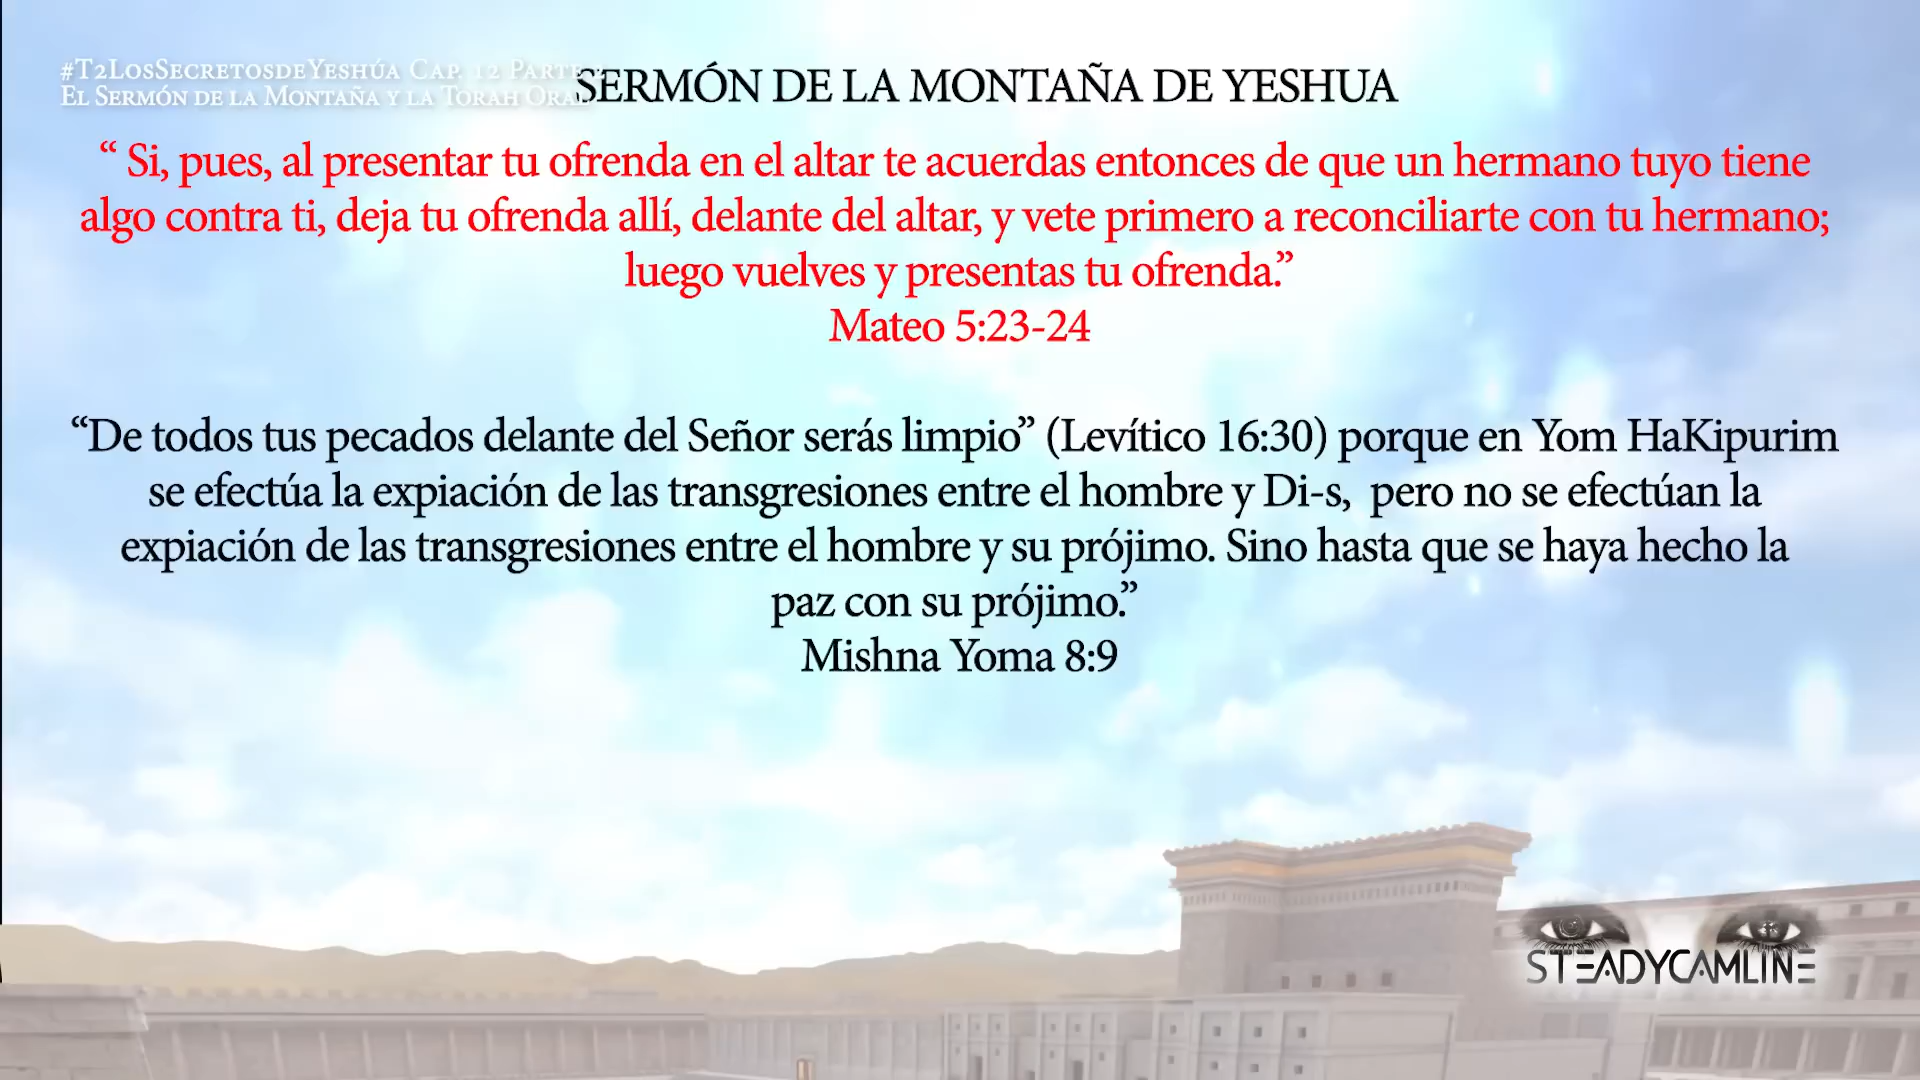 #T2LosSecretosdeYeshúa Cap. 12 Parte
El Sermón de la Montaña y la Torah Oral
SERMÓN DE LA MONTAÑA DE YESHUA
“ Si, pues, al presentar tu ofrenda en el altar te acuerdas entonces de que un hermano tuyo tiene
algo contra ti, deja tu ofrenda allí, delante del altar, y vete primero a reconciliarte con tu hermano;
luego vuelves y presentas tu ofrenda.”
Mateo 5:23-24
“De todos tus pecados delante del Señor serás limpio” (Levítico 16:30) porque en Yom HaKipurim
se efectúa la expiación de las transgresiones entre el hombre y Di-s, pero no se efectúan la
expiación de las transgresiones entre el hombre y su prójimo. Sino hasta que se haya hecho la
paz con su prójimo.”
Mishna Yoma 8:9
STEADYCAMLINE